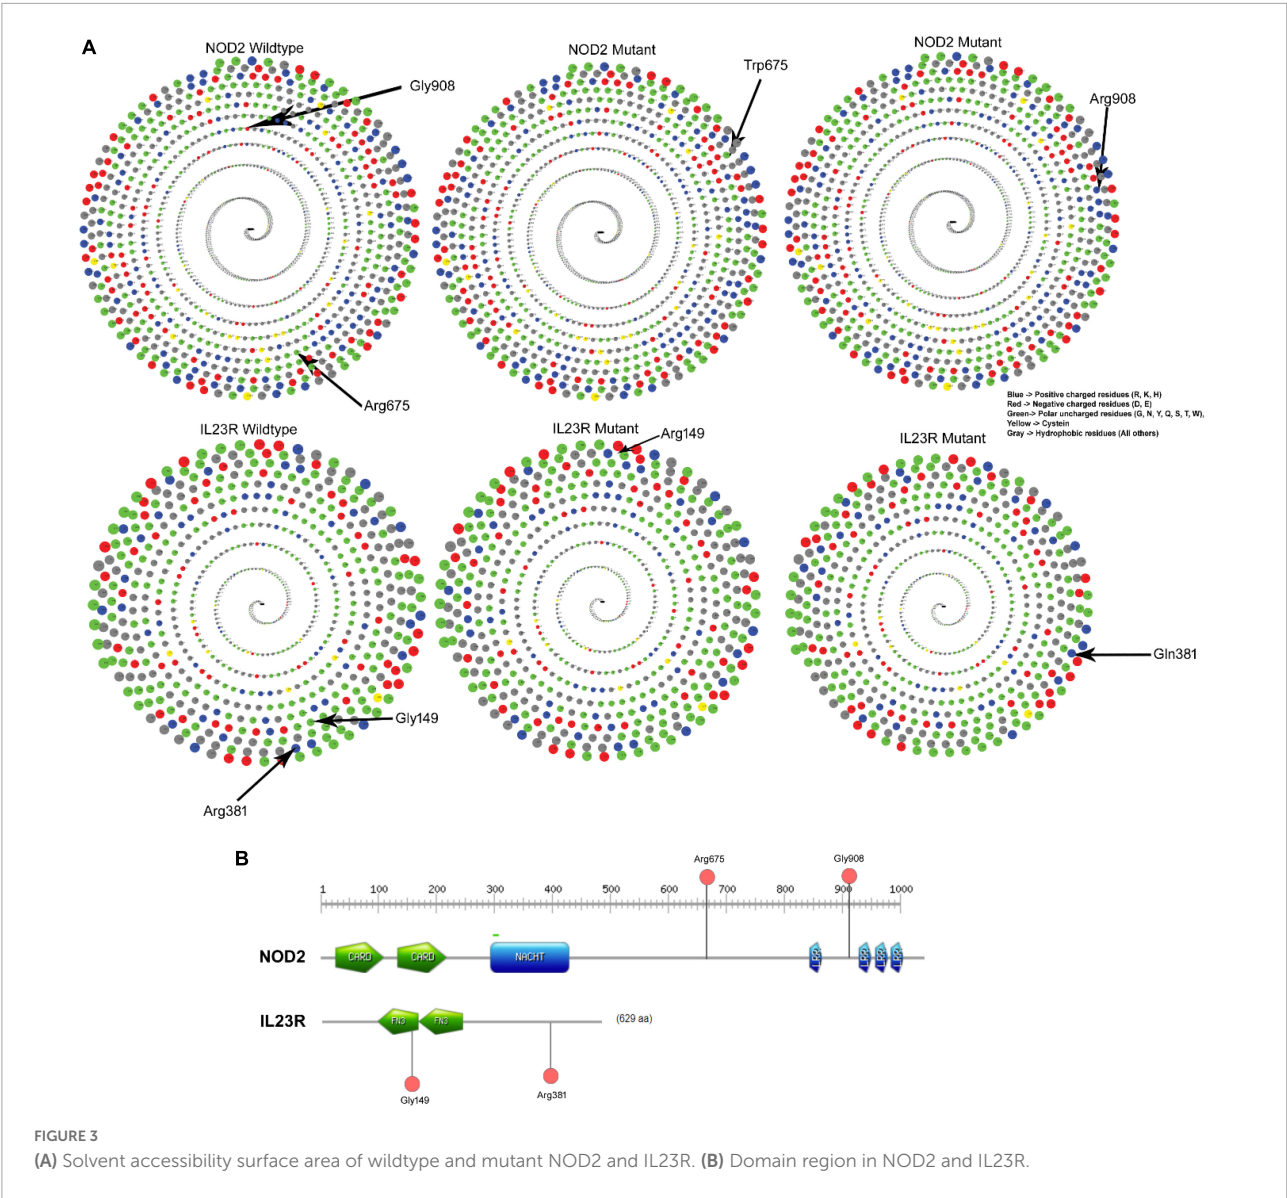 A
NOD2 Wildtype
NOD2 Mutant
NOD2 Mutant
Gly908
Trp675
Arg908
Arg675
Blue -> Positive charged residues (R, K, H)
Red -> Negative charged residues (D, E)
Green-> Polar uncharged residues (G, N, Y, Q, S, T, W),
Yellow -> Cystein
Gray -> Hydrophobic residues (All others)
IL23R Wildtype
IL23R Mutant
IL23R Mutant
Arg149
Gln381
Gly149
Arg381
B
Arg675
Gly908
1 100 200 300 400 500 600 700 800 900 1000
NOD2
CARD
CARD
NACHT
IL23R
FN3
FN3
(629 aa)
Gly149
Arg381
FIGURE 3
(A) Solvent accessibility surface area of wildtype and mutant NOD2 and IL23R. (B) Domain region in NOD2 and IL23R.